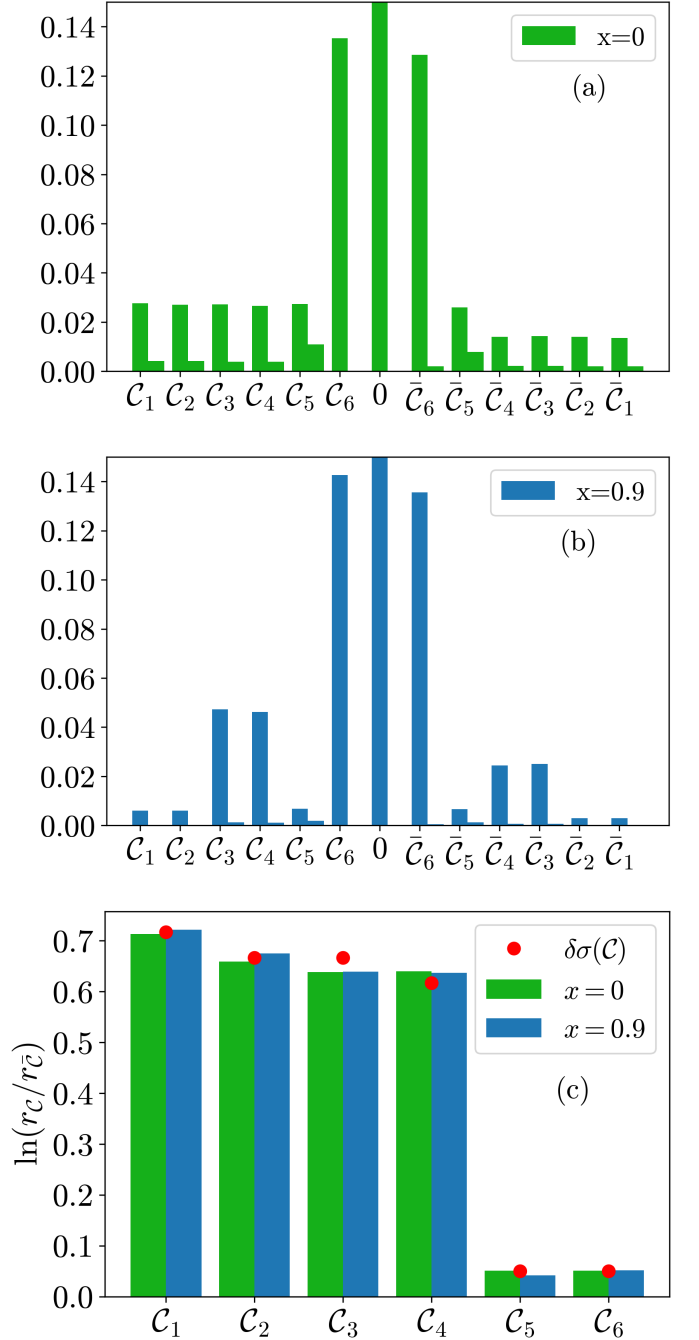 0.14
x=0
0.12
(a)
0.10
0.08
0.06
0.04
0.02
0.00
𝒞₁ 𝒞₂ 𝒞₃ 𝒞₄ 𝒞₅ 𝒞₆ 0 𝒞̄₆ 𝒞̄₅ 𝒞̄₄ 𝒞̄₃ 𝒞̄₂ 𝒞̄₁
0.14
x=0.9
0.12
(b)
0.10
0.08
0.06
0.04
0.02
0.00
𝒞₁ 𝒞₂ 𝒞₃ 𝒞₄ 𝒞₅ 𝒞₆ 0 𝒞̄₆ 𝒞̄₅ 𝒞̄₄ 𝒞̄₃ 𝒞̄₂ 𝒞̄₁
ln(r_𝒞/r_𝒞̄)
0.7
0.6
0.5
0.4
0.3
0.2
0.1
0.0
δσ(𝒞)
x = 0
x = 0.9
(c)
𝒞₁ 𝒞₂ 𝒞₃ 𝒞₄ 𝒞₅ 𝒞₆